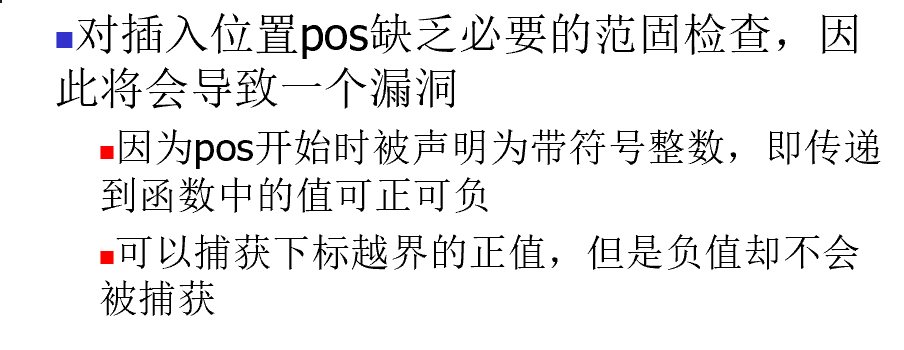 对插入位置pos缺乏必要的范固检查，因
此将会导致一个漏洞
因为pos开始时被声明为带符号整数，即传递
到函数中的值可正可负
可以捕获下标越界的正值，但是负值却不会
被捕获